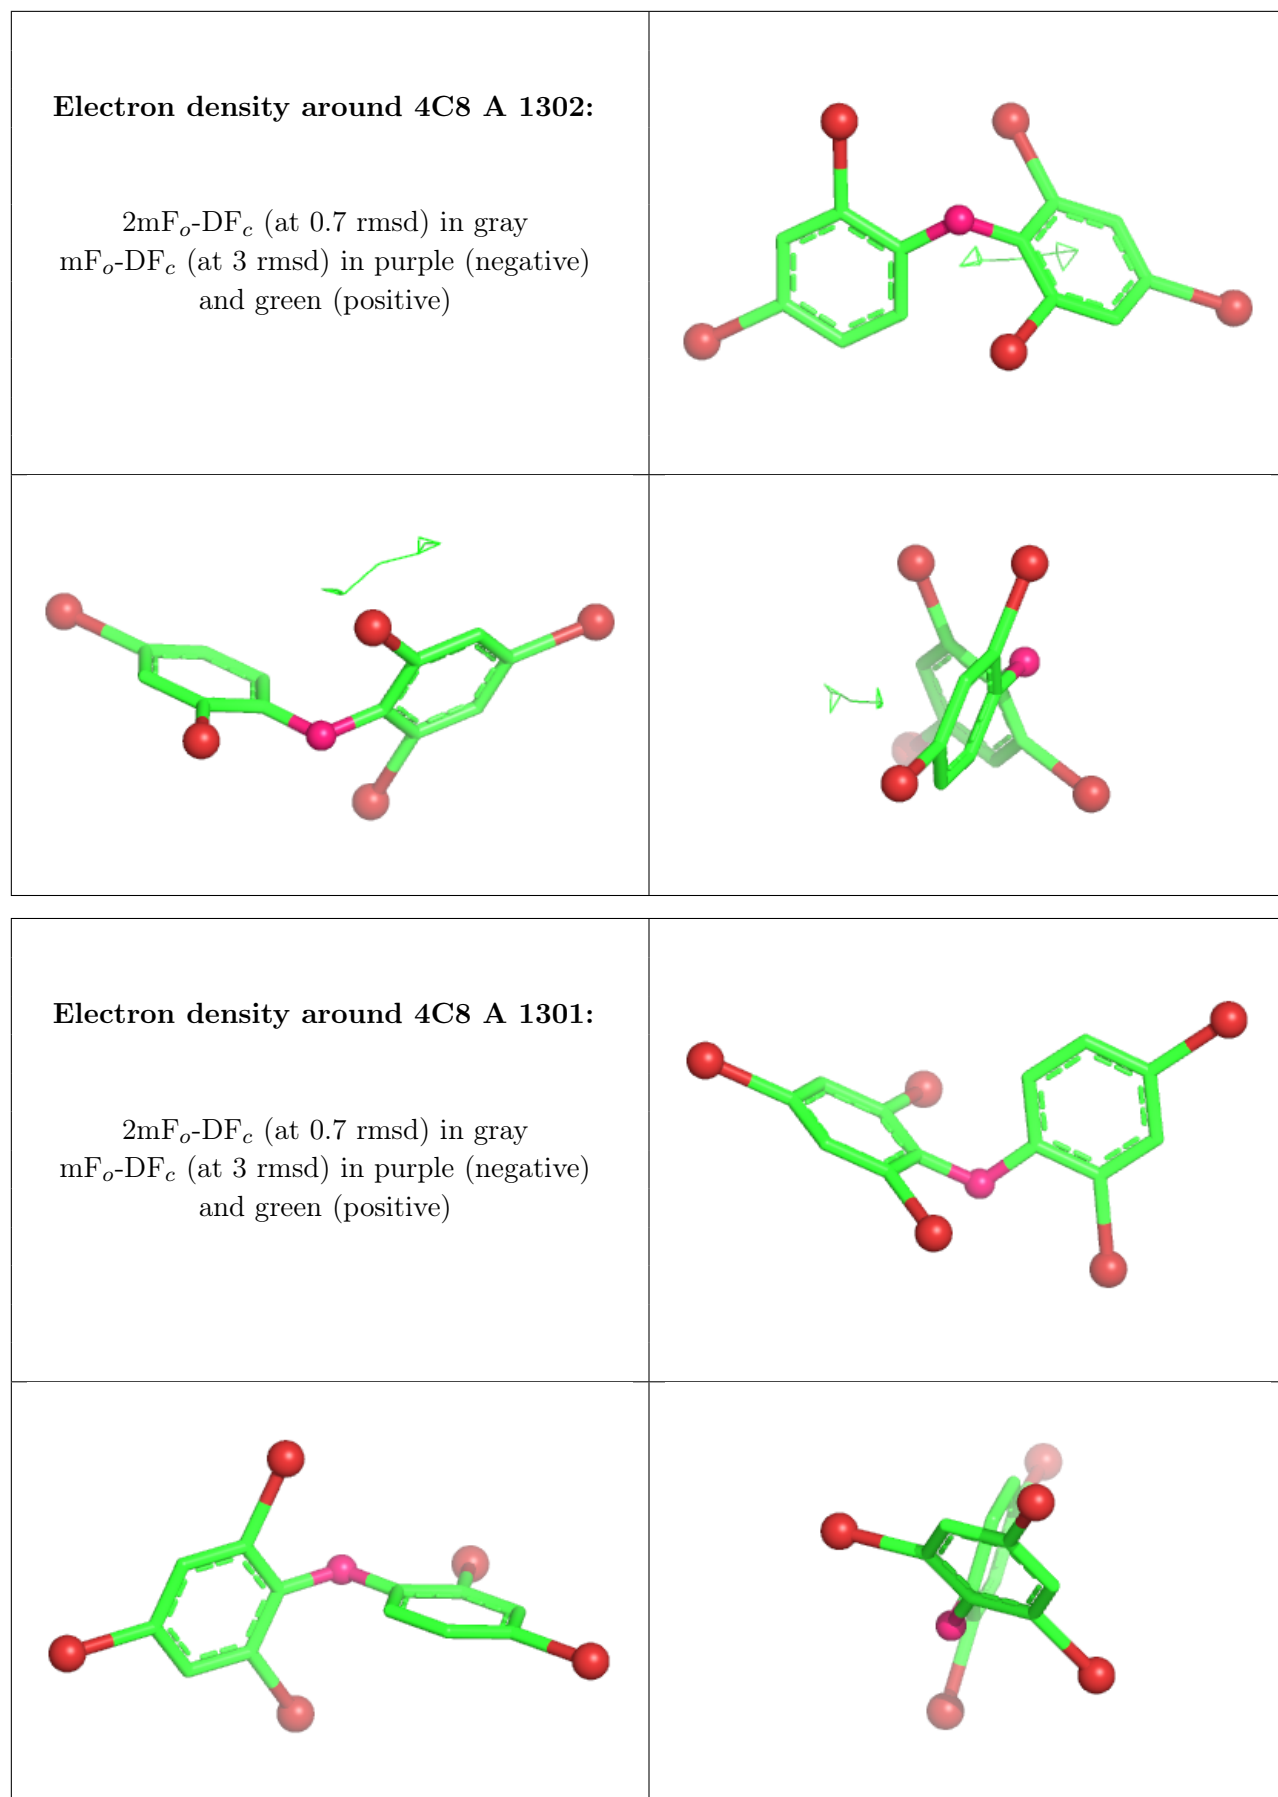 Electron density around 4C8 A 1302:
2mFo-DFc (at 0.7 rmsd) in gray
mFo-DFc (at 3 rmsd) in purple (negative)
and green (positive)
Electron density around 4C8 A 1301:
2mFo-DFc (at 0.7 rmsd) in gray
mFo-DFc (at 3 rmsd) in purple (negative)
and green (positive)